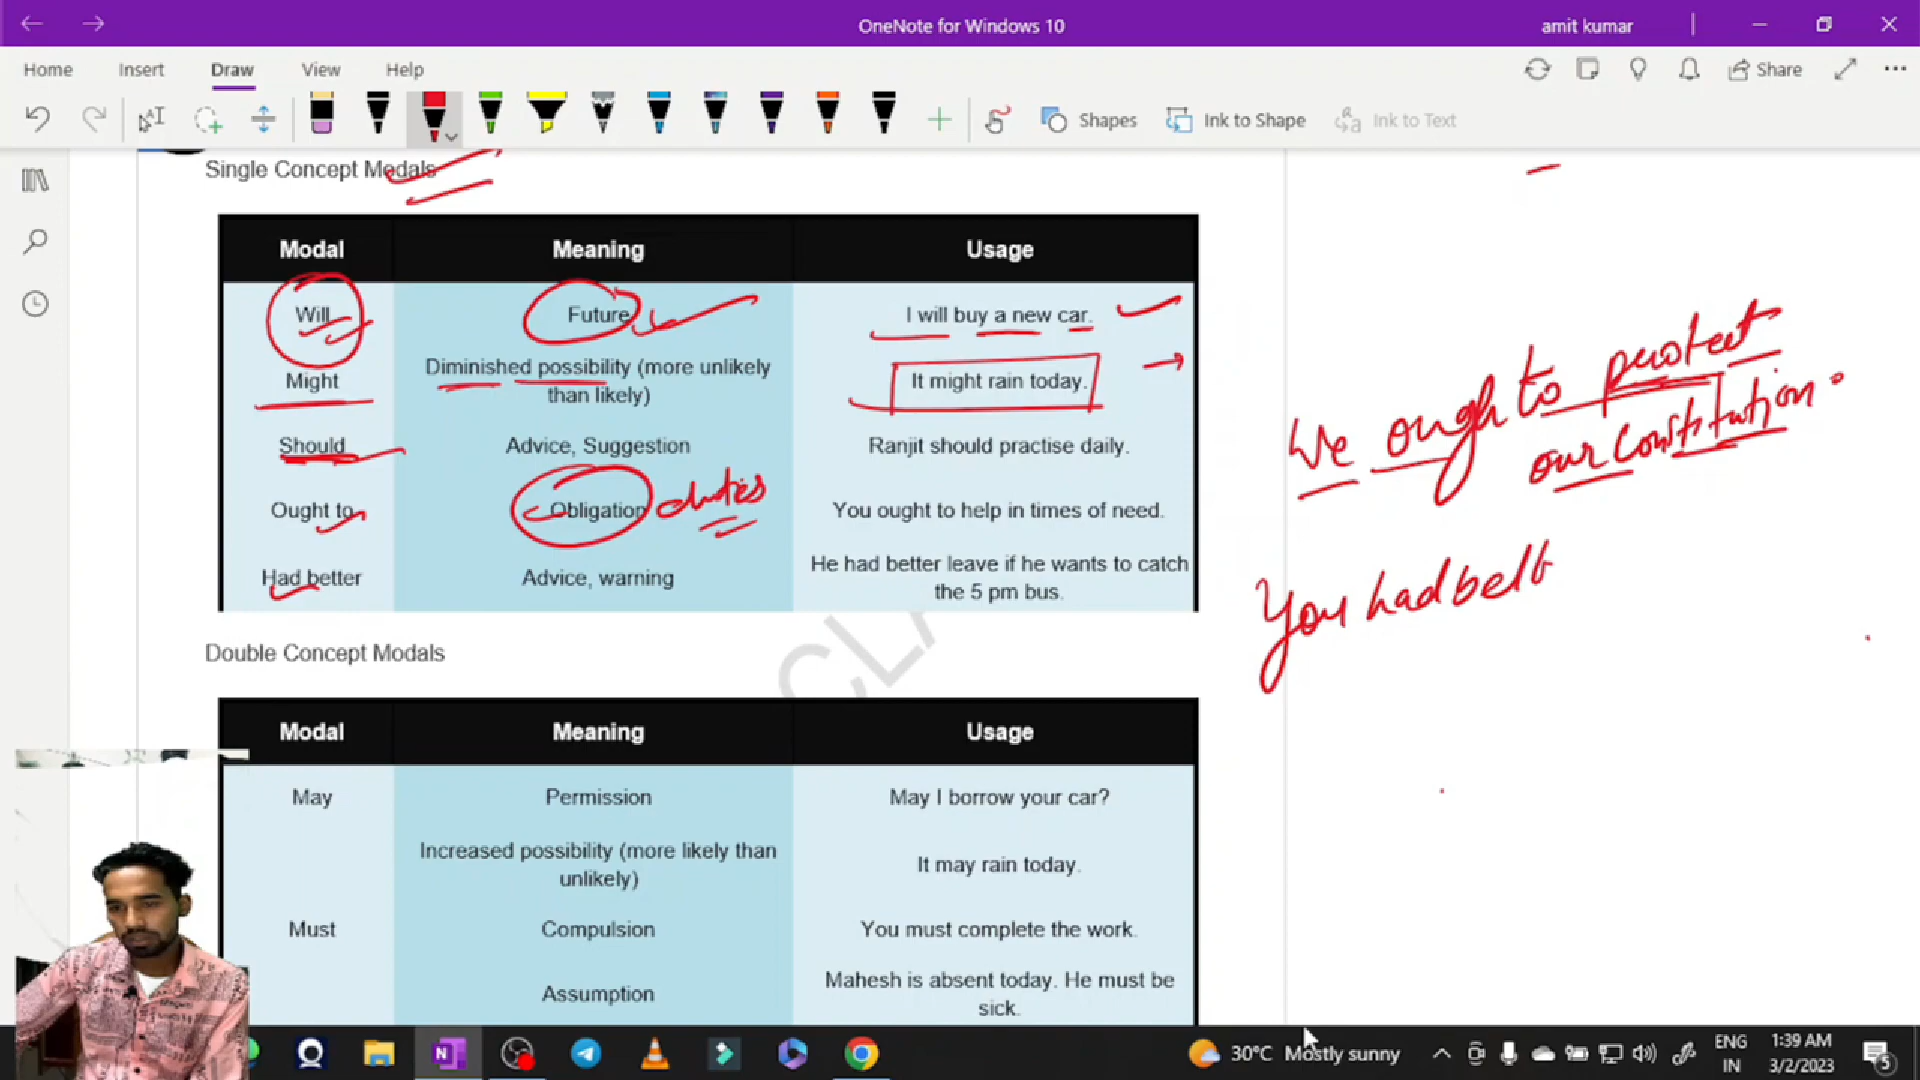 OneNote for Windows 10
amit kumar
Home Insert Draw View Help
Share
Shapes Ink to Shape Ink to Text
Single Concept Modals
Modal Meaning Usage
Will Future I will buy a new car.
Might Diminished possibility (more unlikely than likely) It might rain today.
Should Advice, Suggestion Ranjit should practise daily.
Ought to Obligation duties You ought to help in times of need.
Had better Advice, warning He had better leave if he wants to catch
the 5 pm bus.
We ought to protect
our constitution.
You had bett
Double Concept Modals
CLA
Modal Meaning Usage
May Permission May I borrow your car?
Increased possibility (more likely than
unlikely) It may rain today.
Must Compulsion You must complete the work.
Assumption Mahesh is absent today. He must be
sick.
30°C Mostly sunny
ENG
IN
1:39 AM
3/2/2023
5